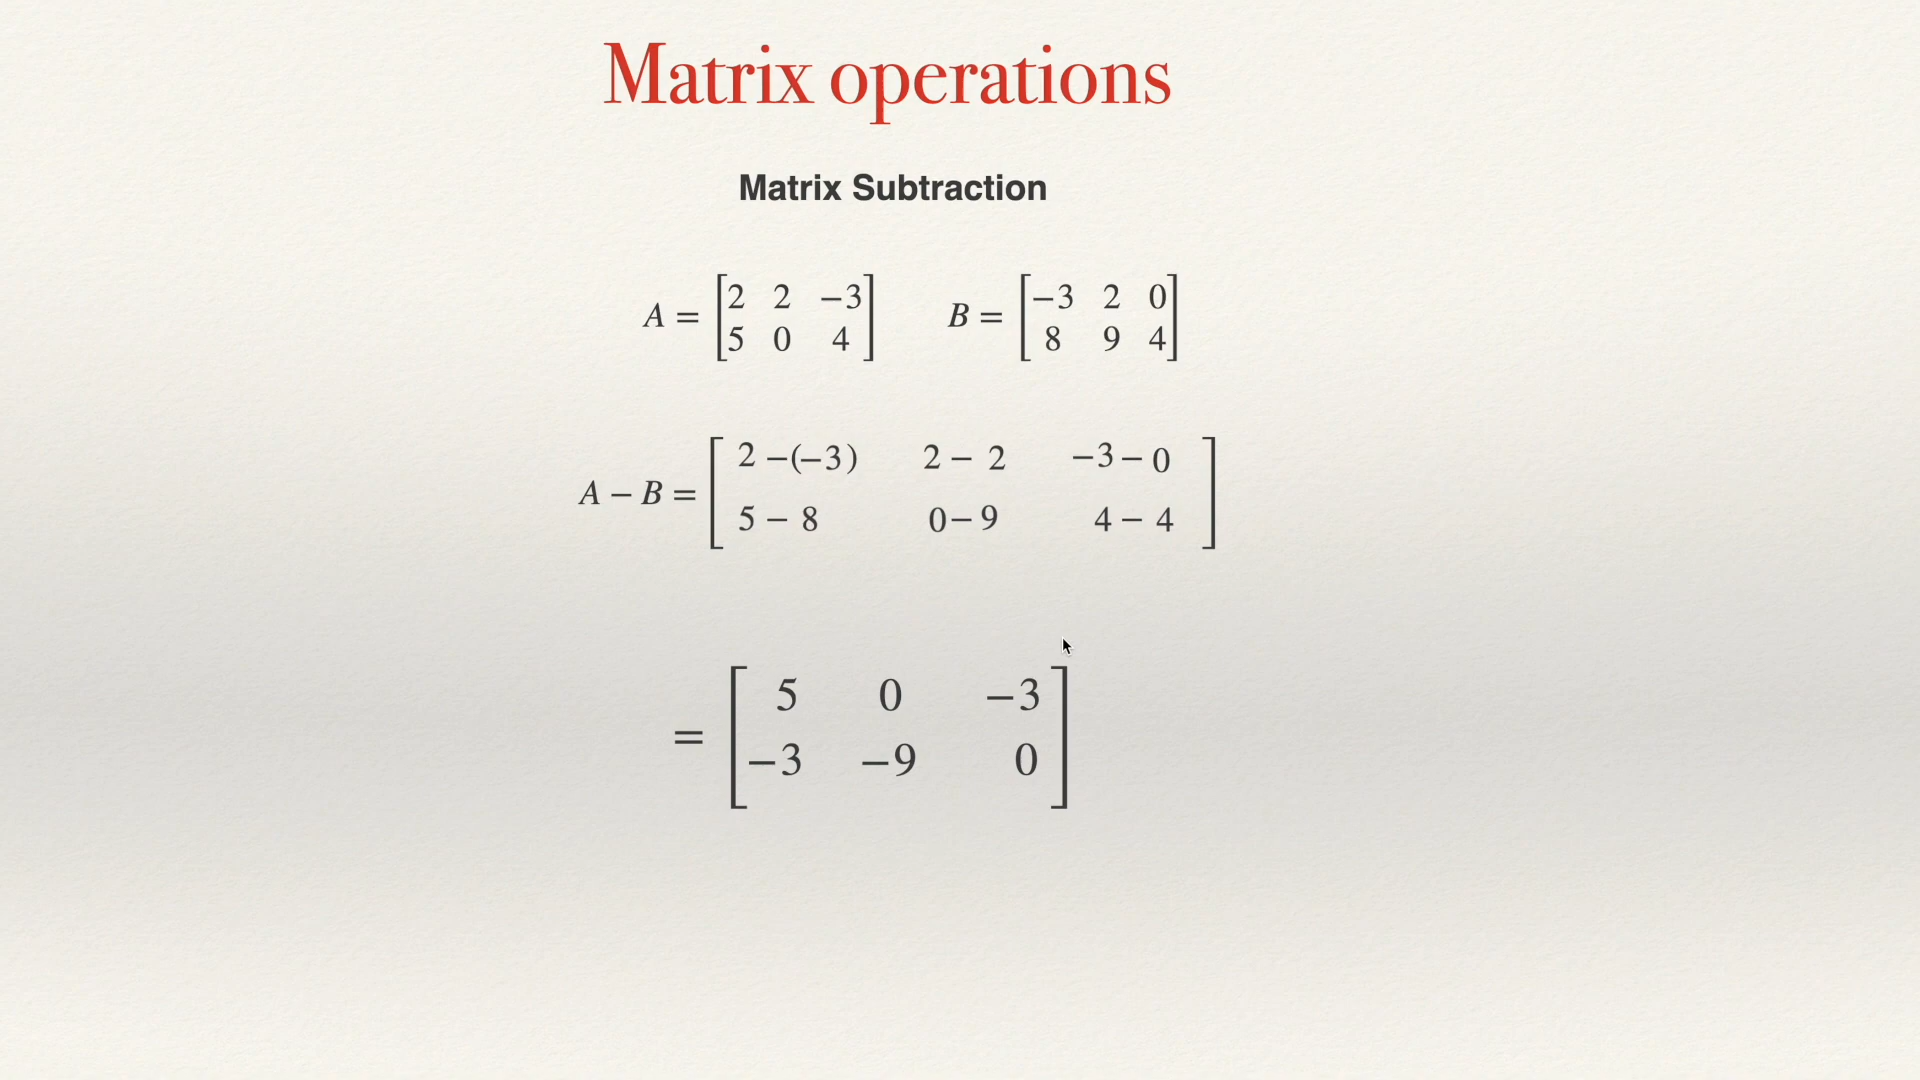 Matrix operations
Matrix Subtraction
A = [2 2 −3 B = [−3 2 0
5 0 4] 8 9 4]
A − B = [2 −(−3) 2 − 2 −3 − 0
5 − 8 0 − 9 4 − 4]
= [5 0 −3
−3 −9 0]